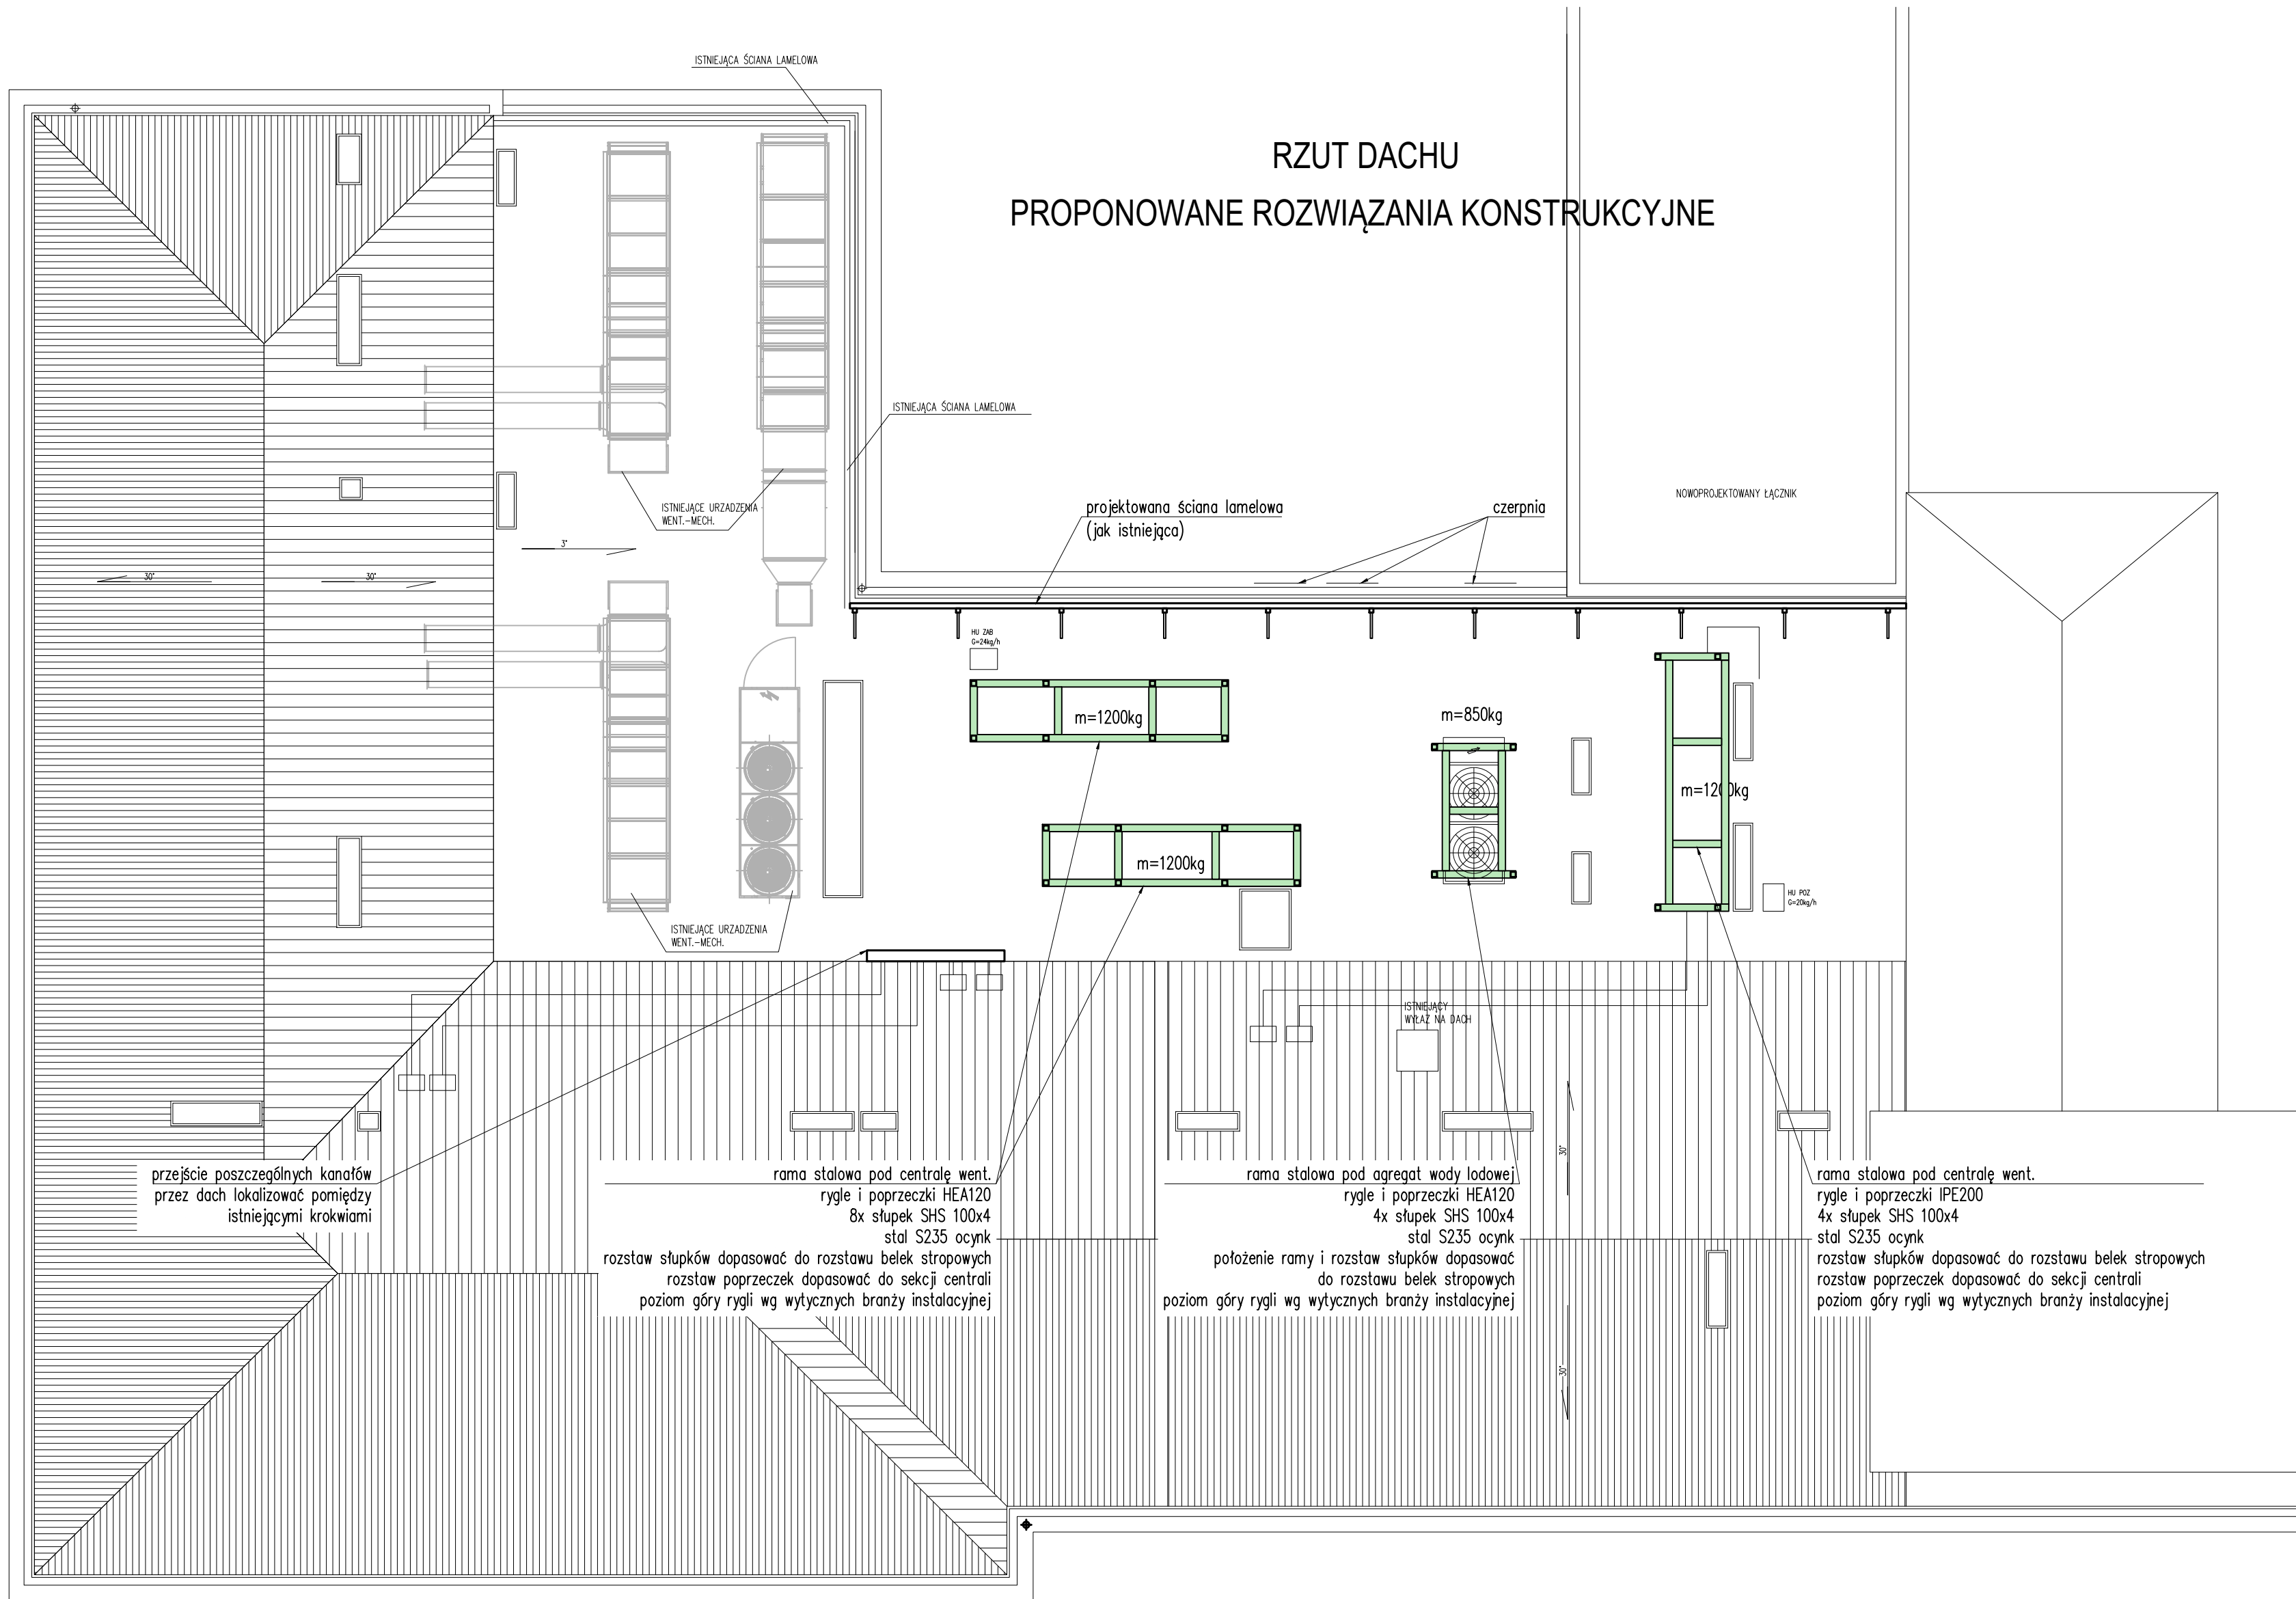 ISTNIEJĄCA ŚCIANA LAMELOWA
RZUT DACHU
PROPONOWANE ROZWIĄZANIA KONSTRUKCYJNE
ISTNIEJĄCA ŚCIANA LAMELOWA
ISTNIEJĄCE URZADZENIA
WENT.-MECH.
projektowana ściana lamelowa
(jak istniejąca)
czerpnia
NOWOPROJEKTOWANY ŁĄCZNIK
3°
30°
30°
HU ZAB
G=24kg/h
m=1200kg
m=850kg
m=1200kg
m=1200kg
HU POZ
G=20kg/h
ISTNIEJĄCE URZADZENIA
WENT.-MECH.
ISTNIEJĄCY
WYŁAZ NA DACH
30°
30°
przejście poszczególnych kanałów
przez dach lokalizować pomiędzy
istniejącymi krokwiami
rama stalowa pod centralę went.
rygle i poprzeczki HEA120
8x słupek SHS 100x4
stal S235 ocynk
rozstaw słupków dopasować do rozstawu belek stropowych
rozstaw poprzeczek dopasować do sekcji centrali
poziom góry rygli wg wytycznych branży instalacyjnej
rama stalowa pod agregat wody lodowej
rygle i poprzeczki HEA120
4x słupek SHS 100x4
stal S235 ocynk
położenie ramy i rozstaw słupków dopasować
do rozstawu belek stropowych
poziom góry rygli wg wytycznych branży instalacyjnej
rama stalowa pod centralę went.
rygle i poprzeczki IPE200
4x słupek SHS 100x4
stal S235 ocynk
rozstaw słupków dopasować do rozstawu belek stropowych
rozstaw poprzeczek dopasować do sekcji centrali
poziom góry rygli wg wytycznych branży instalacyjnej